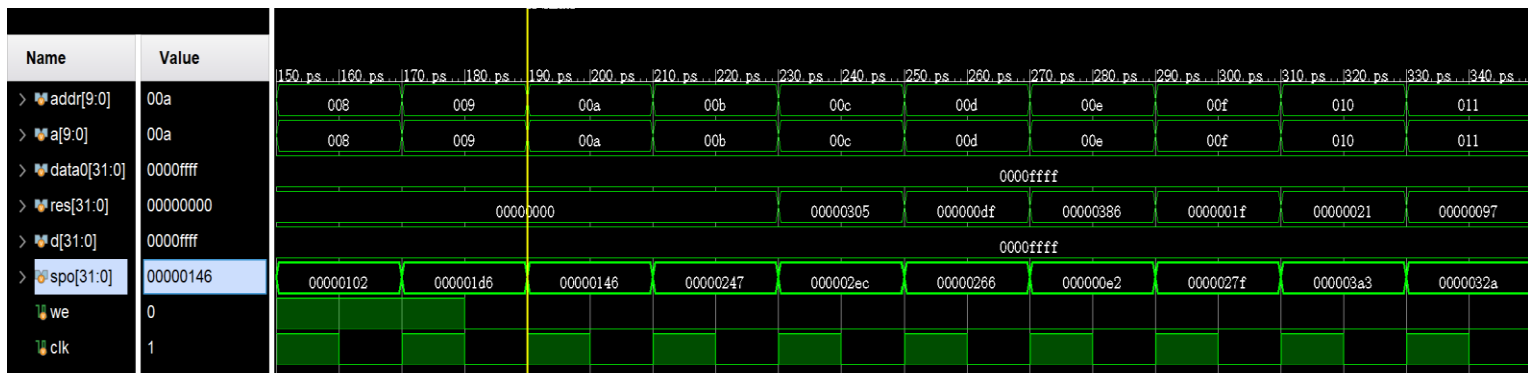 Name Value
150 ps 160 ps 170 ps 180 ps 190 ps 200 ps 210 ps 220 ps 230 ps 240 ps 250 ps 260 ps 270 ps 280 ps 290 ps 300 ps 310 ps 320 ps 330 ps 340 ps
addr[9:0] 00a 008 009 00a 00b 00c 00d 00e 00f 010 011
a[9:0] 00a 008 009 00a 00b 00c 00d 00e 00f 010 011
data0[31:0] 0000ffff 0000ffff
res[31:0] 00000000 00000000 00000305 000000df 00000386 0000001f 00000021 00000097
d[31:0] 0000ffff 0000ffff
spo[31:0] 00000146 00000102 000001d6 00000146 00000247 000002ec 00000266 000000e2 0000027f 000003a3 0000032a
we 0
clk 1